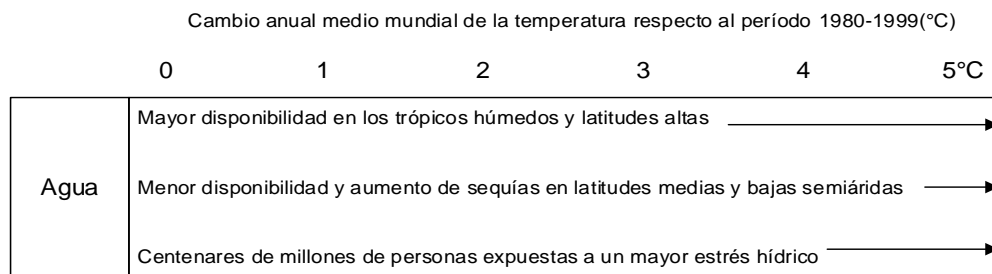 Cambio anual medio mundial de la temperatura respecto al período 1980-1999(°C)
0 1 2 3 4 5°C
Mayor disponibilidad en los trópicos húmedos y latitudes altas
Agua Menor disponibilidad y aumento de sequías en latitudes medias y bajas semiáridas
Centenares de millones de personas expuestas a un mayor estrés hídrico